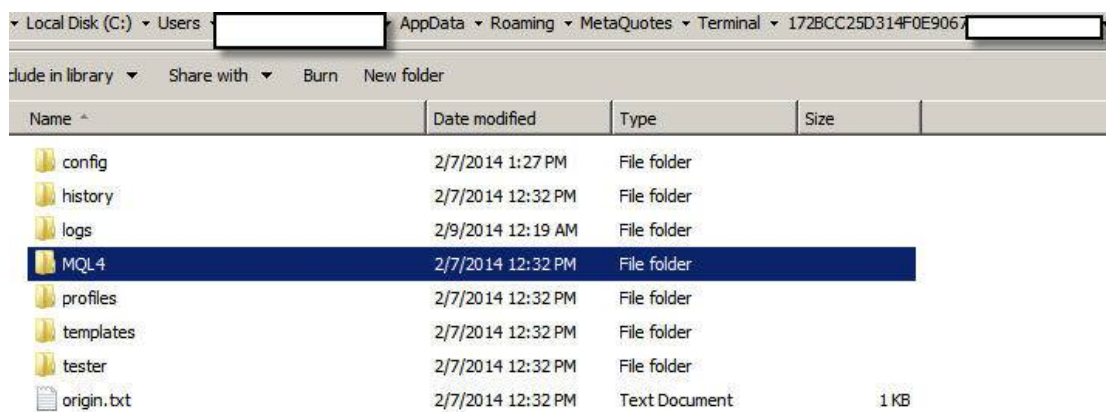 Local Disk (C:) Users AppData Roaming MetaQuotes Terminal 172BCC25D314F0E9067
clude in library Share with Burn New folder
Name Date modified Type Size
config 2/7/2014 1:27 PM File folder
history 2/7/2014 12:32 PM File folder
logs 2/9/2014 12:19 AM File folder
MQL4 2/7/2014 12:32 PM File folder
profiles 2/7/2014 12:32 PM File folder
templates 2/7/2014 12:32 PM File folder
tester 2/7/2014 12:32 PM File folder
origin.txt 2/7/2014 12:32 PM Text Document 1 KB